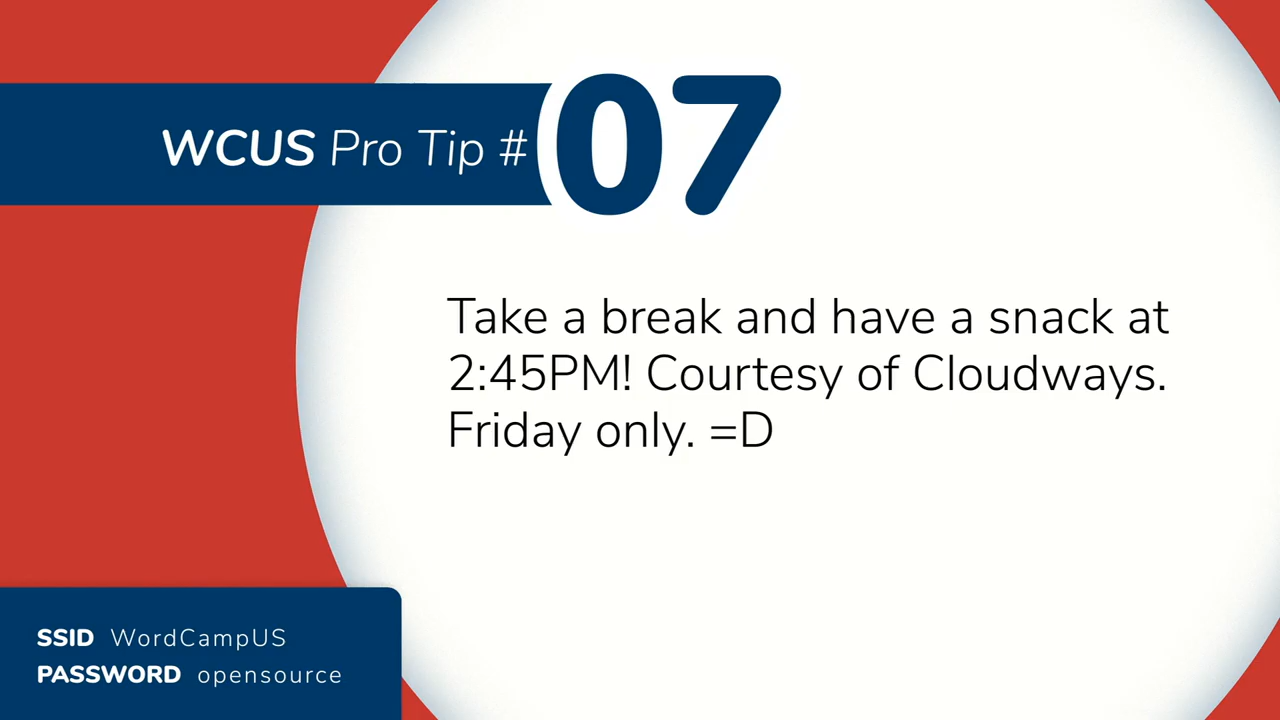 WCUS Pro Tip # 07
Take a break and have a snack at
2:45PM! Courtesy of Cloudways.
Friday only. =D
SSID WordCampUS
PASSWORD opensource